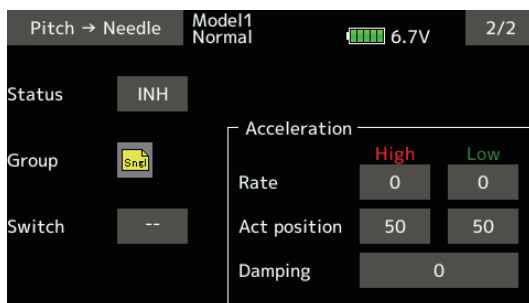 Pitch → Needle Model1 6.7V 2/2
Normal
Status INH
Acceleration
High Low
Group Sngl
Rate 0 0
Switch -- Act position 50 50
Damping 0